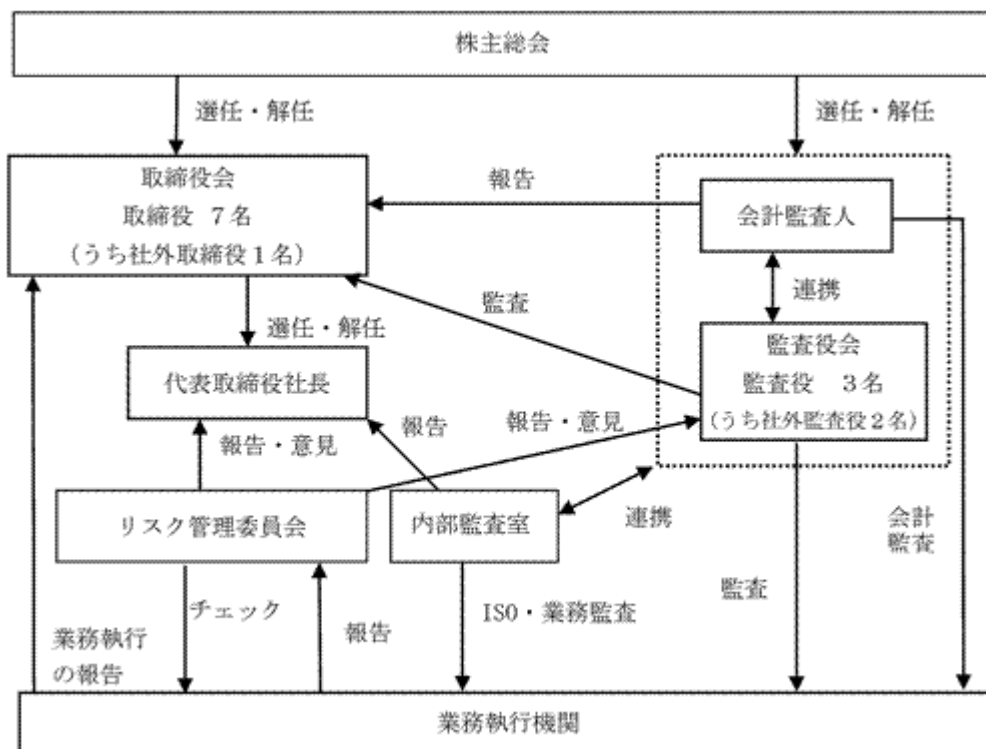 株主総会
選任・解任
選任・解任
取締役会
取締役 7名
(うち社外取締役1名)
報告
会計監査人
連携
監査
選任・解任
監査役会
監査役 3名
(うち社外監査役2名)
代表取締役社長
報告・意見
報告
報告・意見
リスク管理委員会
内部監査室
連携
会計
監査
チェック
報告
ISO・業務監査
監査
業務執行
の報告
業務執行機関